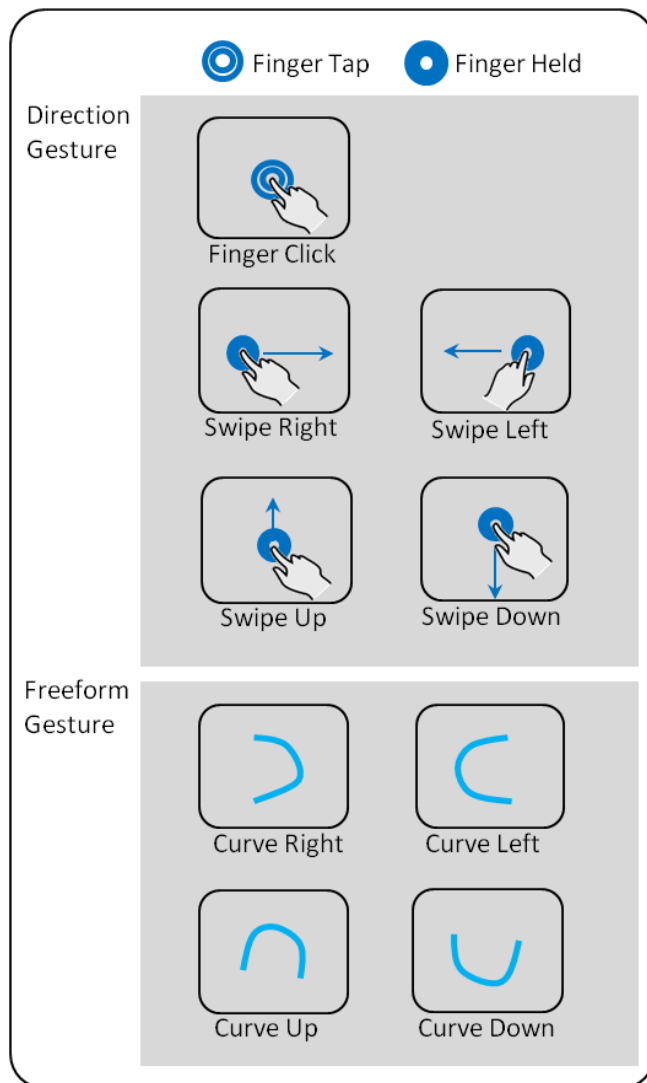 Finger Tap
Finger Held
Direction
Gesture
Finger Click
Swipe Right
Swipe Left
Swipe Up
Swipe Down
Freeform
Gesture
Curve Right
Curve Left
Curve Up
Curve Down